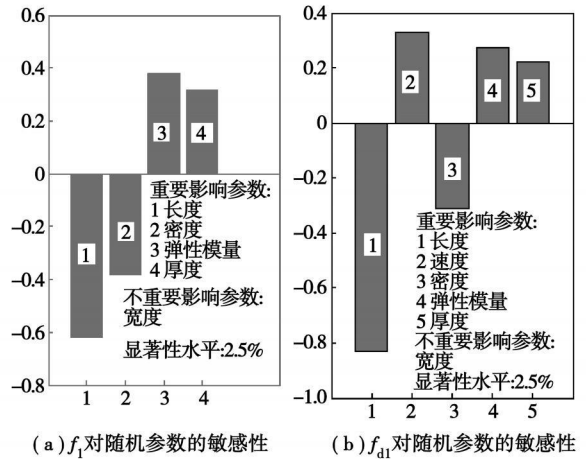 0.6
0.4
0.2
0
-0.2
-0.4
-0.6
-0.8
1
2
3
4
重要影响参数:
1 长度
2 密度
3 弹性模量
4 厚度
不重要影响参数:
宽度
显著性水平:2.5%
1 2 3 4
(a) f1对随机参数的敏感性
0.4
0.2
0
-0.2
-0.4
-0.6
-0.8
-1.0
1
2
3
4
5
重要影响参数:
1 长度
2 速度
3 密度
4 弹性模量
5 厚度
不重要影响参数:
宽度
显著性水平:2.5%
1 2 3 4 5
(b) fd1对随机参数的敏感性